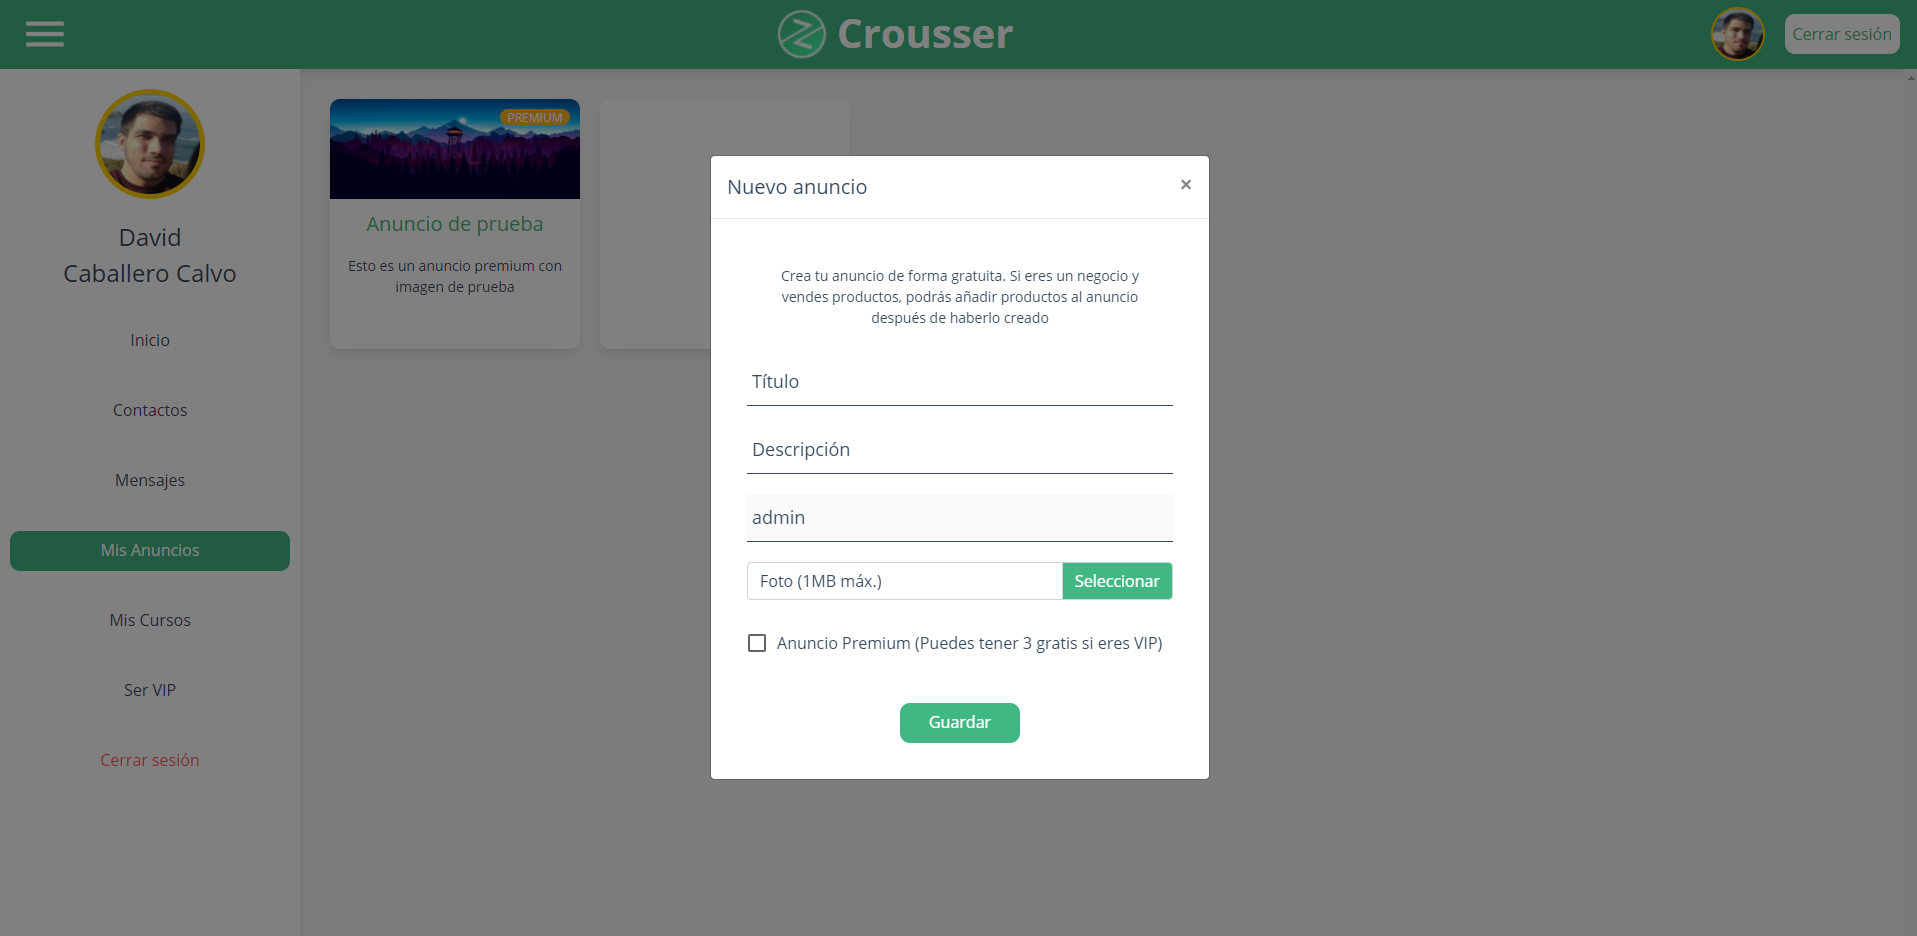 Crousser
Cerrar sesión
David
Caballero Calvo
Inicio
Contactos
Mensajes
Mis Anuncios
Mis Cursos
Ser VIP
Cerrar sesión
PREMIUM
Anuncio de prueba
Esto es un anuncio premium con
imagen de prueba
Nuevo anuncio
×
Crea tu anuncio de forma gratuita. Si eres un negocio y
vendes productos, podrás añadir productos al anuncio
después de haberlo creado
Título
Descripción
admin
Foto (1MB máx.)
Seleccionar
Anuncio Premium (Puedes tener 3 gratis si eres VIP)
Guardar